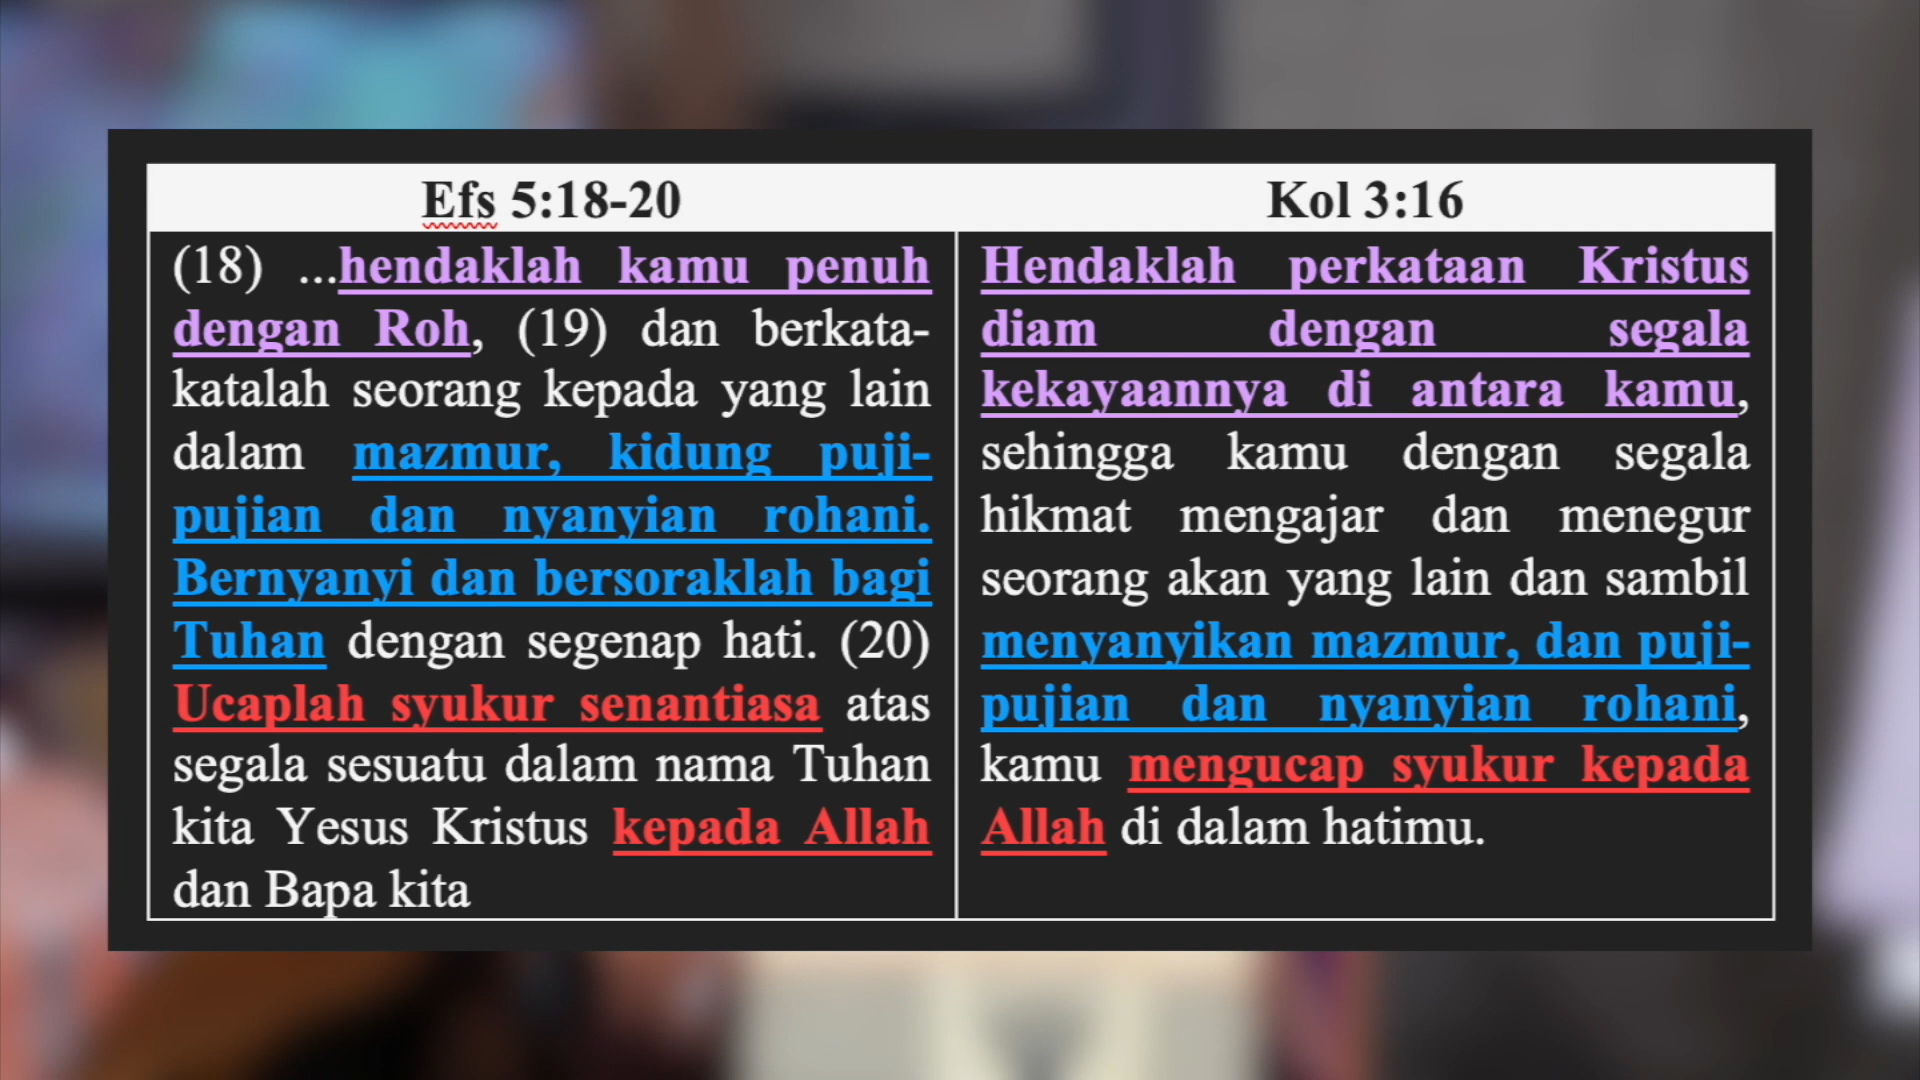 Efs 5:18-20
(18) ...hendaklah kamu penuh
dengan Roh, (19) dan berkata-
katalah seorang kepada yang lain
dalam mazmur, kidung puji-
pujian dan nyanyian rohani.
Bernyanyi dan bersoraklah bagi
Tuhan dengan segenap hati. (20)
Ucaplah syukur senantiasa atas
segala sesuatu dalam nama Tuhan
kita Yesus Kristus kepada Allah
dan Bapa kita
Kol 3:16
Hendaklah perkataan Kristus
diam dengan segala
kekayaannya di antara kamu,
sehingga kamu dengan segala
hikmat mengajar dan menegur
seorang akan yang lain dan sambil
menyanyikan mazmur, dan puji-
pujian dan nyanyian rohani,
kamu mengucap syukur kepada
Allah di dalam hatimu.